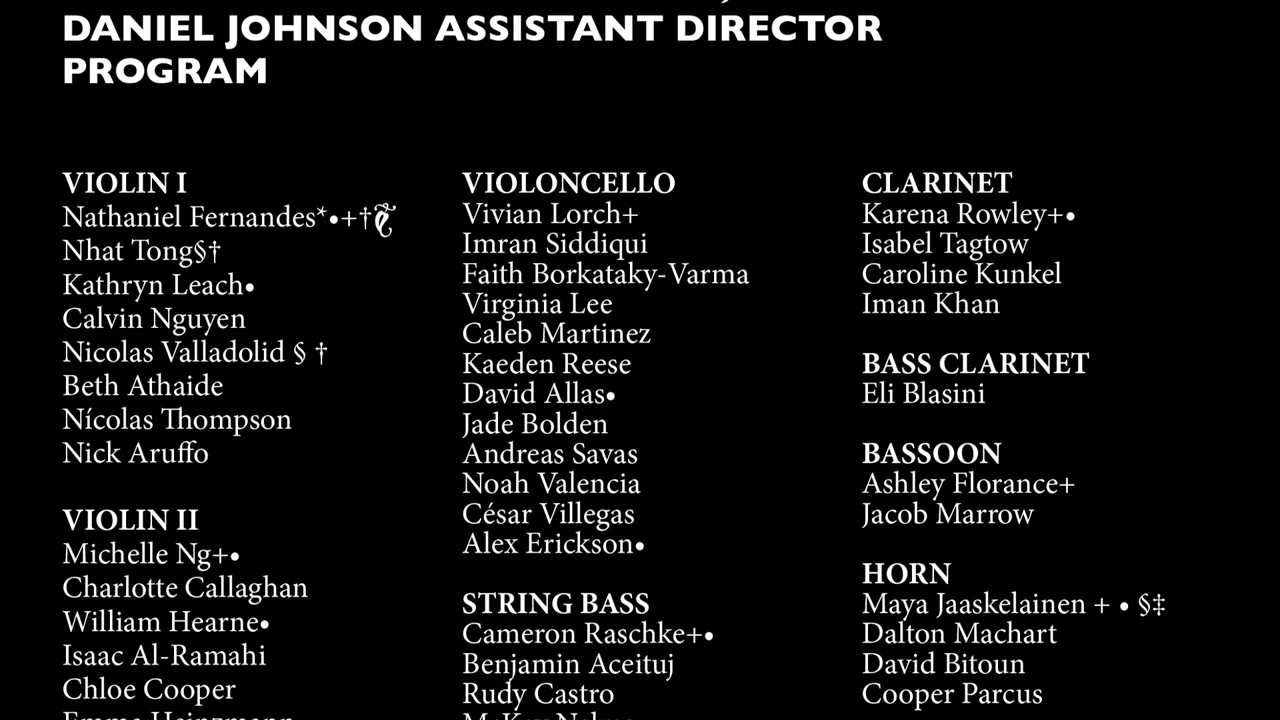 DANIEL JOHNSON ASSISTANT DIRECTOR
PROGRAM
VIOLIN I
Nathaniel Fernandes*•+†
Nhat Tong§†
Kathryn Leach•
Calvin Nguyen
Nicolas Valladolid § †
Beth Athaide
Nícolas Thompson
Nick Aruffo
VIOLIN II
Michelle Ng+•
Charlotte Callaghan
William Hearne•
Isaac Al-Ramahi
Chloe Cooper
VIOLONCELLO
Vivian Lorch+
Imran Siddiqui
Faith Borkataky-Varma
Virginia Lee
Caleb Martinez
Kaeden Reese
David Allas•
Jade Bolden
Andreas Savas
Noah Valencia
César Villegas
Alex Erickson•
STRING BASS
Cameron Raschke+•
Benjamin Aceituj
Rudy Castro
CLARINET
Karena Rowley+•
Isabel Tagtow
Caroline Kunkel
Iman Khan
BASS CLARINET
Eli Blasini
BASSOON
Ashley Florance+
Jacob Marrow
HORN
Maya Jaaskelainen + • §‡
Dalton Machart
David Bitoun
Cooper Parcus